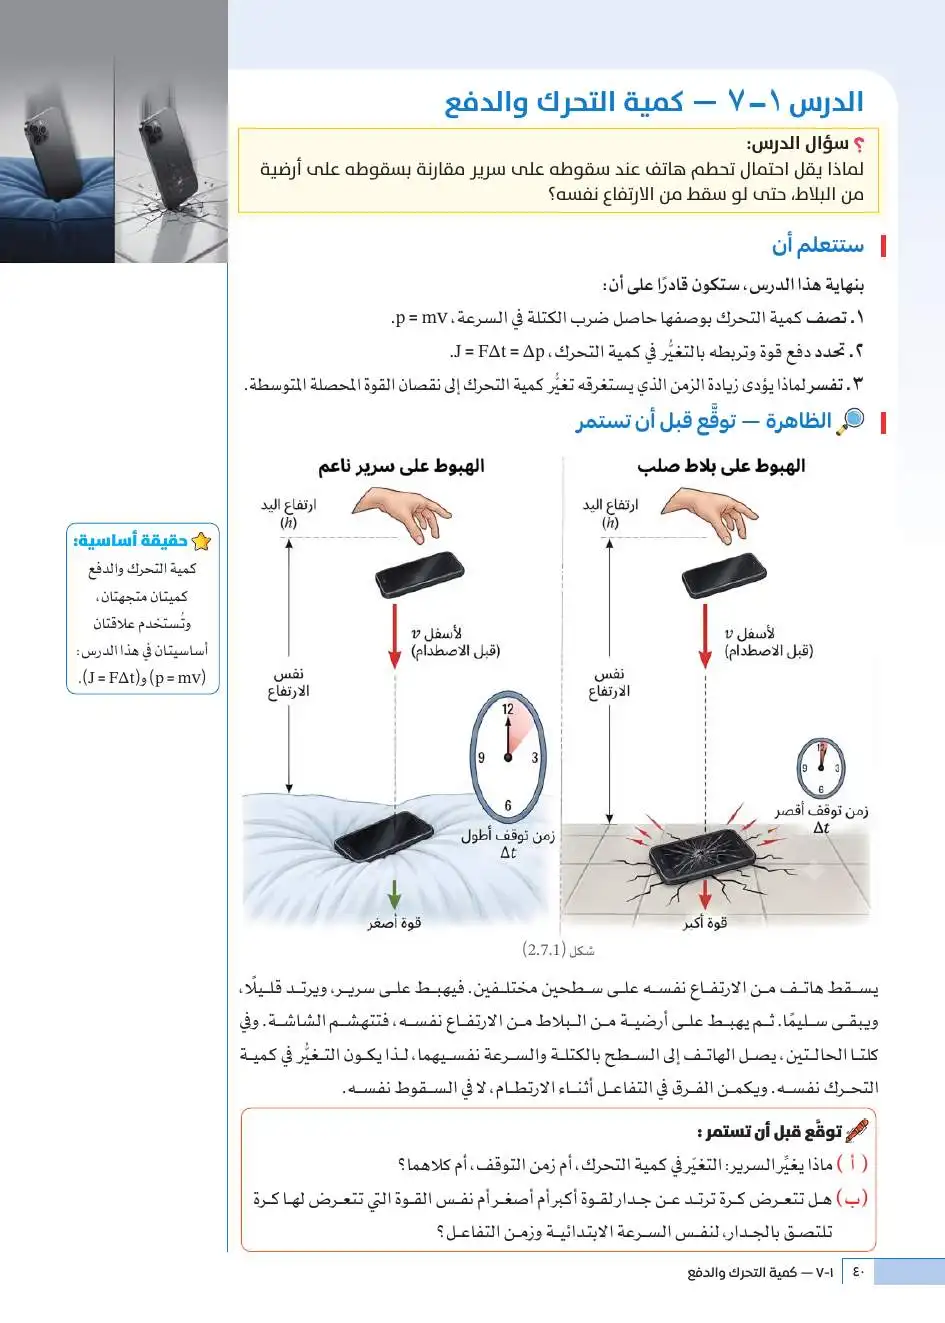 الدرس ١-٧ — كمية التحرك والدفع
؟ سؤال الدرس:
لماذا يقل احتمال تحطم هاتف عند سقوطه على سرير مقارنة بسقوطه على أرضية
من البلاط، حتى لو سقط من الارتفاع نفسه؟
ستتعلم أن
بنهاية هذا الدرس، ستكون قادرًا على أن:
١. تصف كمية التحرك بوصفها حاصل ضرب الكتلة في السرعة، p = mv.
٢. تحدد دفع قوة وتربطه بالتغيُّر في كمية التحرك، J = FΔt = Δp.
٣. تفسر لماذا يؤدى زيادة الزمن الذي يستغرقه تغيُّر كمية التحرك إلى نقصان القوة المحصلة المتوسطة.
الظاهرة — توقَّع قبل أن تستمر
الهبوط على بلاط صلب
ارتفاع اليد
(h)
لأسفل v
(قبل الاصطدام)
نفس
الارتفاع
12
3
6
9
زمن توقف أقصر
Δt
قوة أكبر
الهبوط على سرير ناعم
ارتفاع اليد
(h)
لأسفل v
(قبل الاصطدام)
نفس
الارتفاع
12
3
6
9
زمن توقف أطول
Δt
قوة أصغر
شكل (2.7.1)
حقيقة أساسية:
كمية التحرك والدفع
كميتان متجهتان،
وتُستخدم علاقتان
أساسيتان في هذا الدرس:
(p = mv) و(J = FΔt).
يسقط هاتف من الارتفاع نفسه على سطحين مختلفين. فيهبط على سرير، ويرتد قليلًا،
ويبقى سليمًا. ثم يهبط على أرضية من البلاط من الارتفاع نفسه، فتتهشم الشاشة. وفي
كلتا الحالتين، يصل الهاتف إلى السطح بالكتلة والسرعة نفسيهما، لذا يكون التغيُّر في كمية
التحرك نفسه. ويكمن الفرق في التفاعل أثناء الارتطام، لا في السقوط نفسه.
توقَّع قبل أن تستمر :
( أ ) ماذا يغيِّر السرير: التغيَر في كمية التحرك، أم زمن التوقف، أم كلاهما؟
(ب) هل تتعرض كرة ترتد عن جدار لقوة أكبر أم أصغر أم نفس القوة التي تتعرض لها كرة
تلتصق بالجدار، لنفس السرعة الابتدائية وزمن التفاعل؟
٤٠
١-٧ — كمية التحرك والدفع